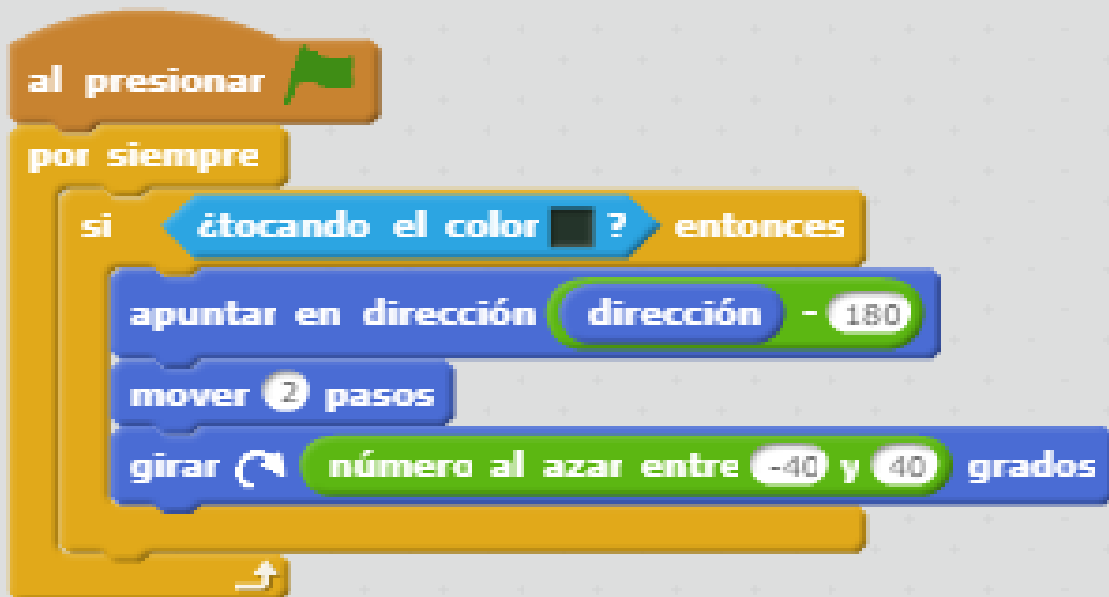 al presionar
por siempre
si ¿tocando el color ? entonces
apuntar en dirección dirección - 180
mover 2 pasos
girar número al azar entre -40 y 40 grados